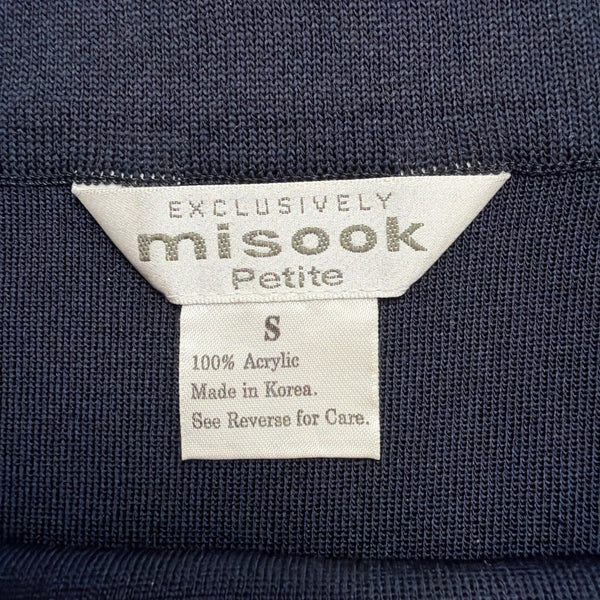 EXCLUSIVELY
misook
Petite
S
100% Acrylic
Made in Korea.
See Reverse for Care.